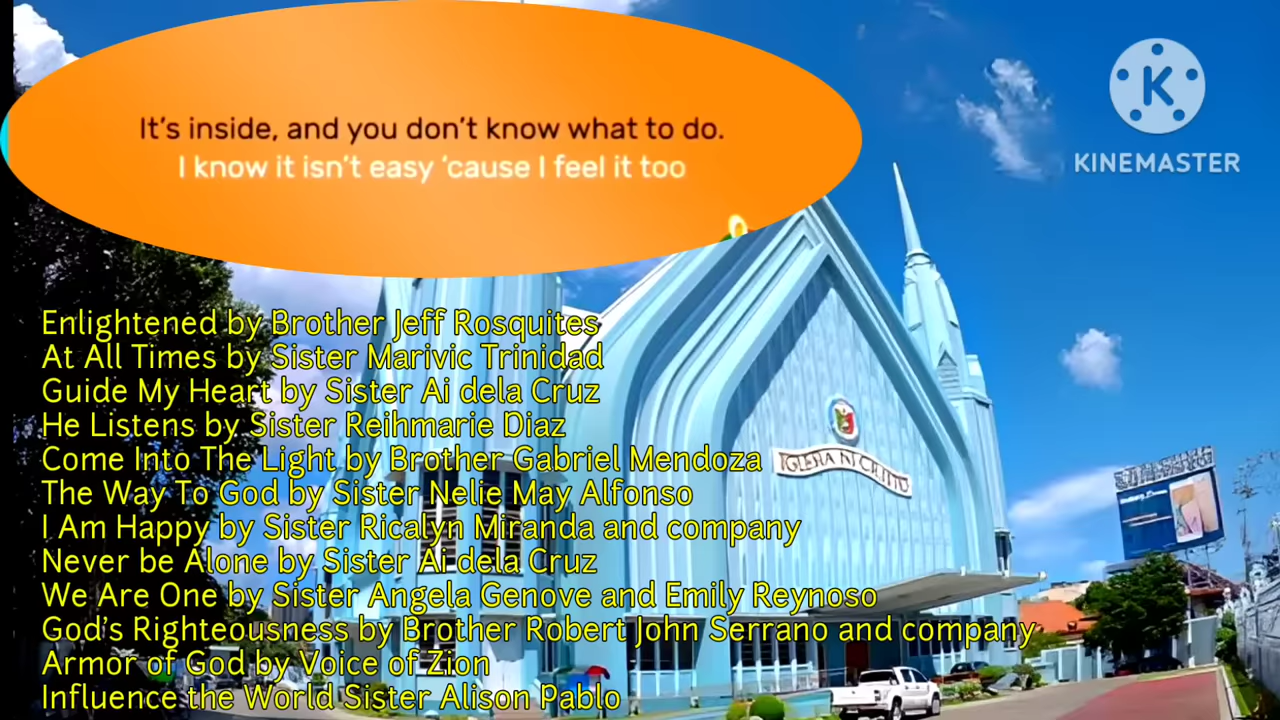 It's inside, and you don't know what to do.
I know it isn't easy 'cause I feel it too
KINEMASTER
Enlightened by Brother Jeff Rosquites
At All Times by Sister Marivic Trinidad
Guide My Heart by Sister Ai dela Cruz
He Listens by Sister Reihmarie Diaz
Come Into The Light by Brother Gabriel Mendoza
IGLESIA NI CRISTO
The Way To God by Sister Nelie May Alfonso
I Am Happy by Sister Ricalyn Miranda and company
Never be Alone by Sister Ai dela Cruz
We Are One by Sister Angela Genove and Emily Reynoso
God's Righteousness by Brother Robert John Serrano and company
Armor of God by Voice of Zion
Influence the World Sister Alison Pablo